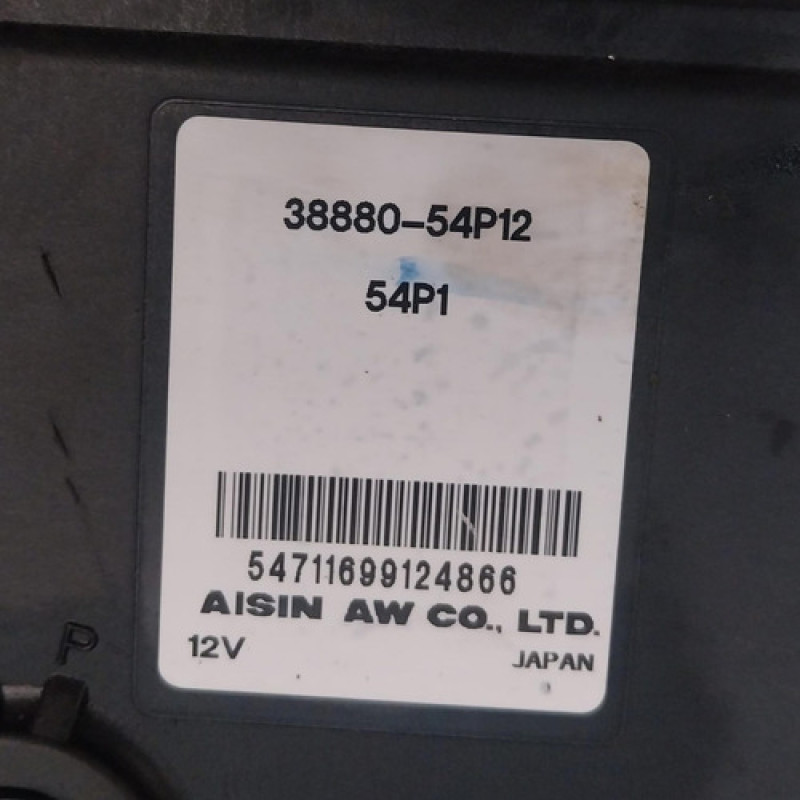 38880-54P12
54P1
54711699124866
AISIN AW CO., LTD.
12V JAPAN
P